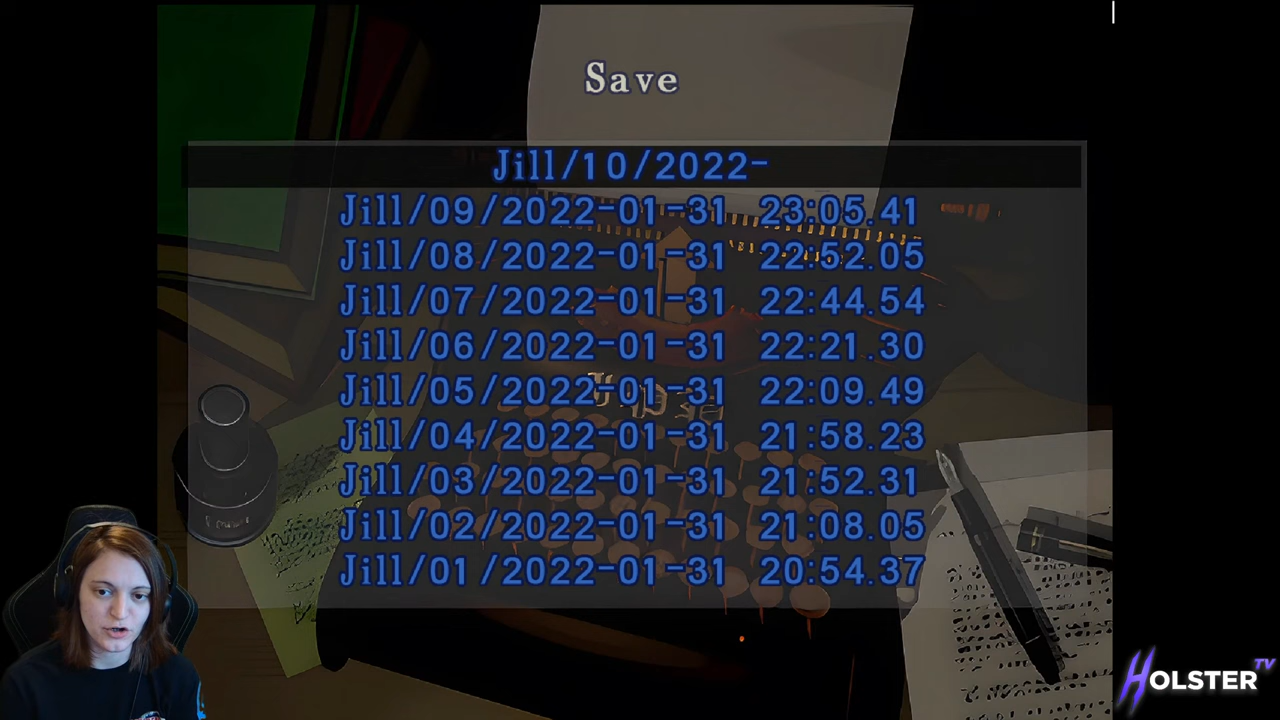 Save
Jill/10/2022-
Jill/09/2022-01-31 23:05.41
Jill/08/2022-01-31 22:52.05
Jill/07/2022-01-31 22:44.54
Jill/06/2022-01-31 22:21.30
Jill/05/2022-01-31 22:09.49
Jill/04/2022-01-31 21:58.23
Jill/03/2022-01-31 21:52.31
Jill/02/2022-01-31 21:08.05
Jill/01/2022-01-31 20:54.37
HOLSTER TV